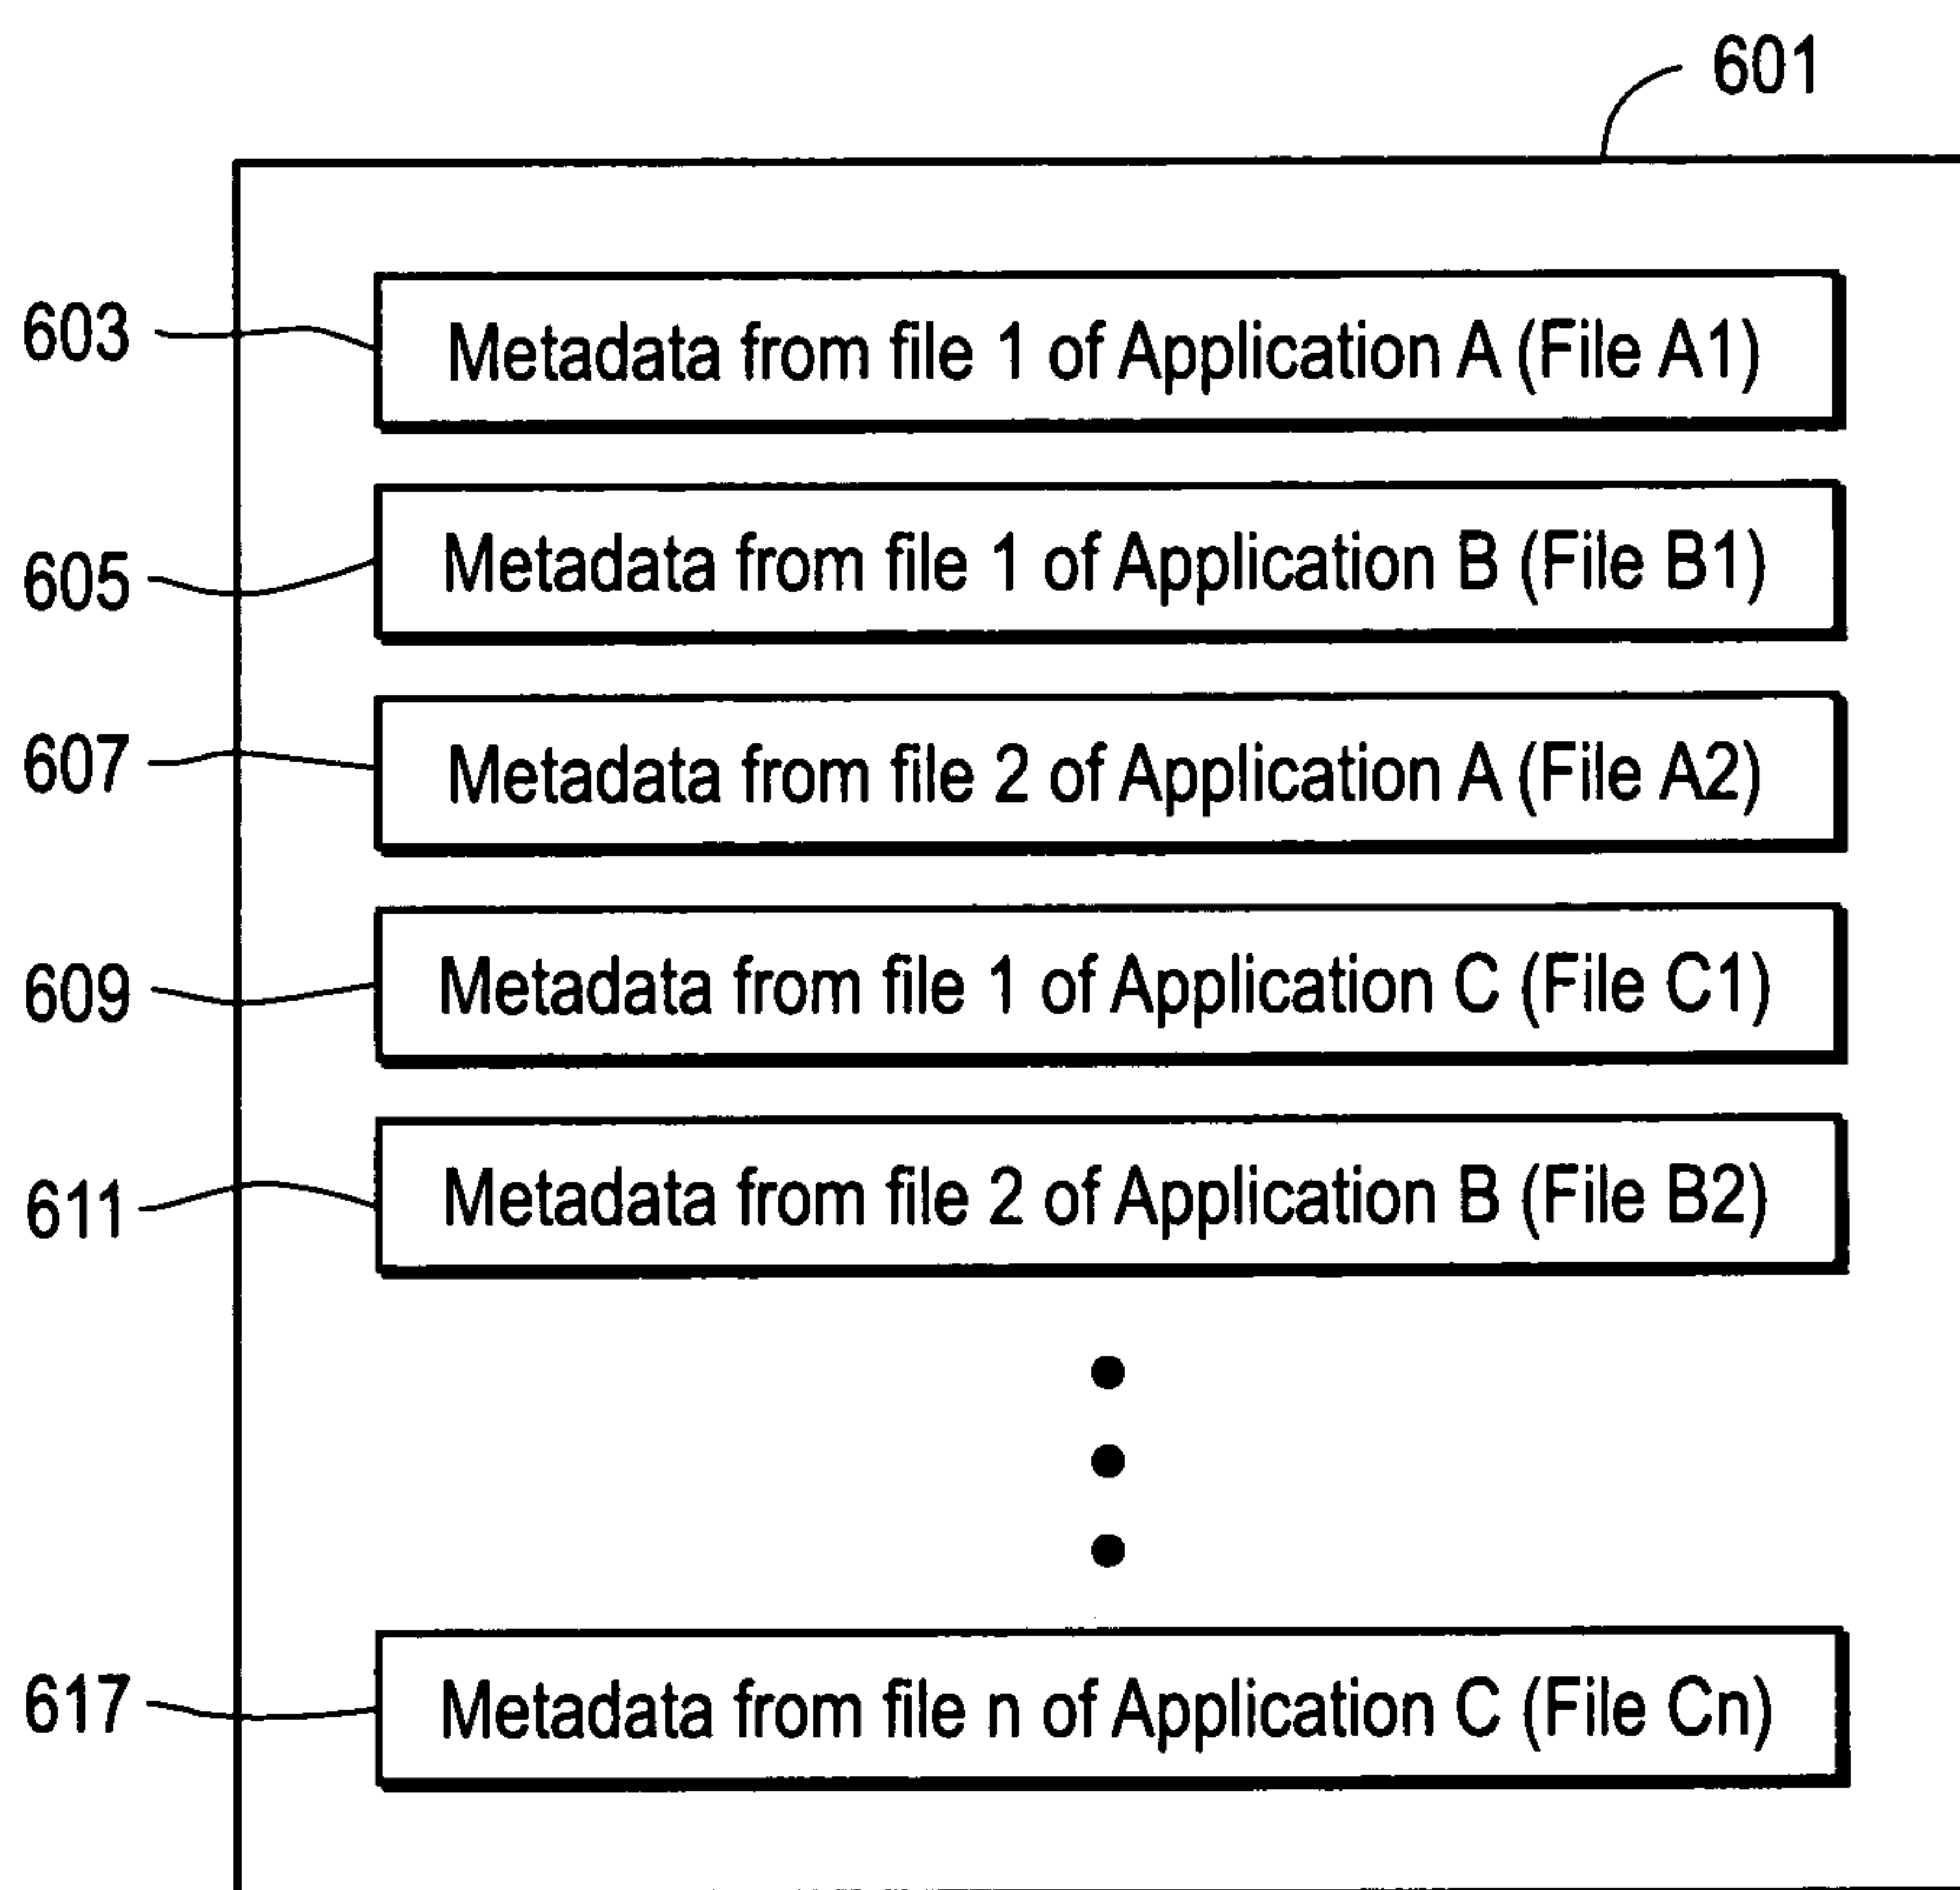 601
603 Metadata from file 1 of Application A (File A1)
605 Metadata from file 1 of Application B (File B1)
607 Metadata from file 2 of Application A (File A2)
609 Metadata from file 1 of Application C (File C1)
611 Metadata from file 2 of Application B (File B2)
617 Metadata from file n of Application C (File Cn)